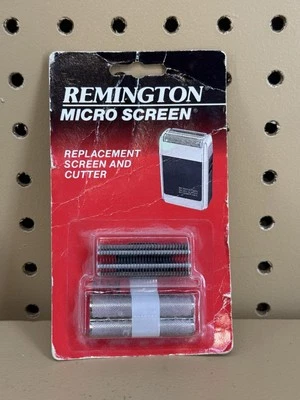 REMINGTON
MICRO SCREEN
REPLACEMENT
SCREEN AND
CUTTER